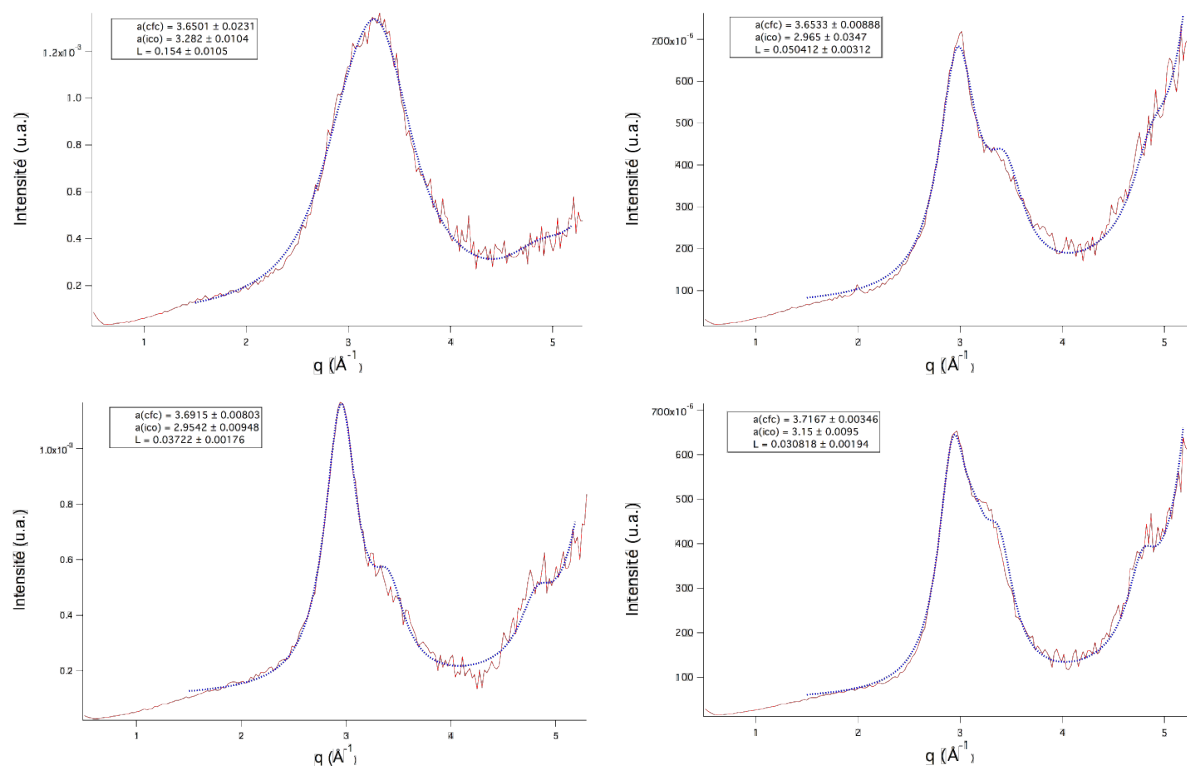 a(cfc) = 3.6501 ± 0.0231
a(ico) = 3.282 ± 0.0104
L = 0.154 ± 0.0105
1.2x10⁻³
1.0
0.8
0.6
0.4
0.2
Intensité (u.a.)
1 2 3 4 5
q (Å⁻¹)
a(cfc) = 3.6533 ± 0.00888
a(ico) = 2.965 ± 0.0347
L = 0.050412 ± 0.00312
700x10⁻⁶
600
500
400
300
200
100
Intensité (u.a.)
1 2 3 4 5
q (Å⁻¹)
a(cfc) = 3.6915 ± 0.00803
a(ico) = 2.9542 ± 0.00948
L = 0.03722 ± 0.00176
1.0x10⁻³
0.8
0.6
0.4
0.2
Intensité (u.a.)
1 2 3 4 5
q (Å⁻¹)
a(cfc) = 3.7167 ± 0.00346
a(ico) = 3.15 ± 0.0095
L = 0.030818 ± 0.00194
700x10⁻⁶
600
500
400
300
200
100
Intensité (u.a.)
1 2 3 4 5
q (Å⁻¹)